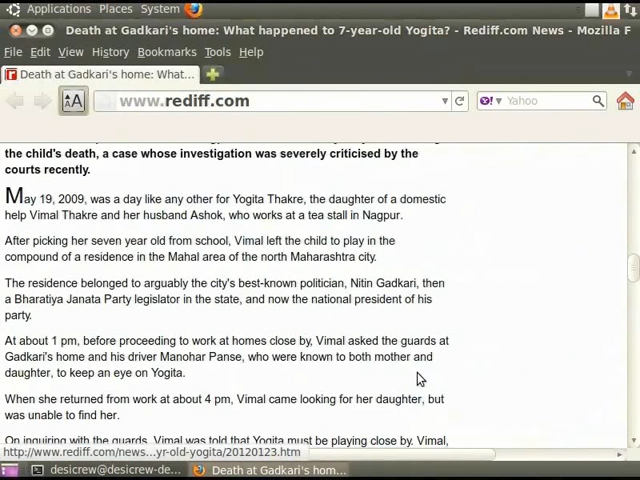 Applications Places System
Death at Gadkari's home: What happened to 7-year-old Yogita? - Rediff.com News - Mozilla F
File Edit View History Bookmarks Tools Help
Death at Gadkari's home: What...
AA www.rediff.com Yahoo
the child's death, a case whose investigation was severely criticised by the
courts recently.
May 19, 2009, was a day like any other for Yogita Thakre, the daughter of a domestic
help Vimal Thakre and her husband Ashok, who works at a tea stall in Nagpur.
After picking her seven year old from school, Vimal left the child to play in the
compound of a residence in the Mahal area of the north Maharashtra city.
The residence belonged to arguably the city's best-known politician, Nitin Gadkari, then
a Bharatiya Janata Party legislator in the state, and now the national president of his
party.
At about 1 pm, before proceeding to work at homes close by, Vimal asked the guards at
Gadkari's home and his driver Manohar Panse, who were known to both mother and
daughter, to keep an eye on Yogita.
When she returned from work at about 4 pm, Vimal came looking for her daughter, but
was unable to find her.
On inquiring with the guards, Vimal was told that Yogita must be playing close by. Vimal,
http://www.rediff.com/news...yr-old-yogita/20120123.htm
desicrew@desicrew-de... Death at Gadkari's hom...